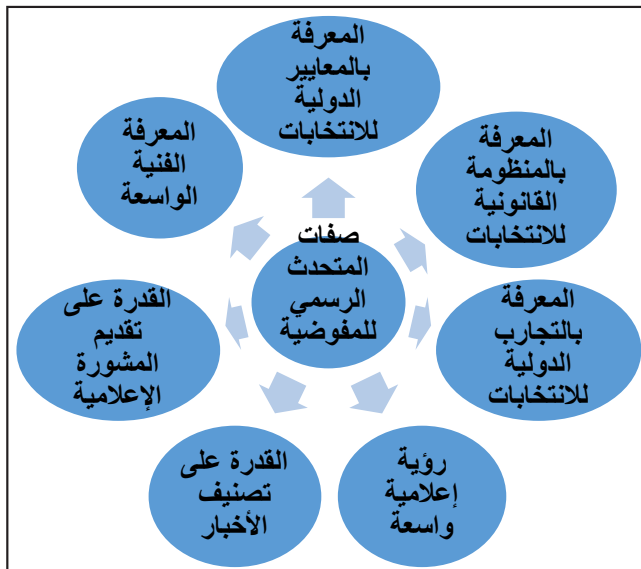 المعرفة
بالمعايير
الدولية
للانتخابات
المعرفة
بالمنظومة
القانونية
للانتخابات
المعرفة
بالتجارب
الدولية
للانتخابات
رؤية
إعلامية
واسعة
القدرة على
تصنيف
الأخبار
القدرة على
تقديم
المشورة
الإعلامية
المعرفة
الفنية
الواسعة
صفات
المتحدث
الرسمي
للمفوضية